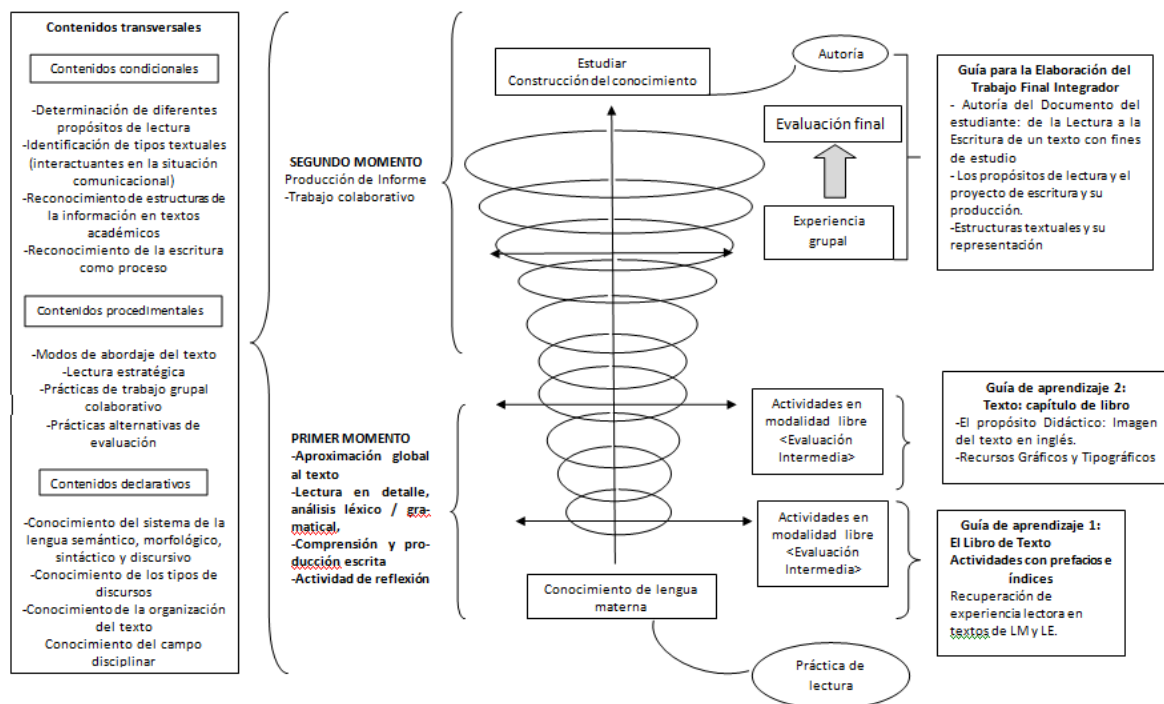 Contenidos transversales
Contenidos condicionales
-Determinación de diferentes
propósitos de lectura
-Identificación de tipos textuales
(interactuantes en la situación
comunicacional)
-Reconocimiento de estructuras de
la información en textos
académicos
-Reconocimiento de la escritura
como proceso
Contenidos procedimentales
-Modos de abordaje del texto
-Lectura estratégica
-Prácticas de trabajo grupal
colaborativo
-Prácticas alternativas de
evaluación
Contenidos declarativos
-Conocimiento del sistema de la
lengua semántico, morfológico,
sintáctico y discursivo
-Conocimiento de los tipos de
discursos
-Conocimiento de la organización
del texto
Conocimiento del campo
disciplinar
SEGUNDO MOMENTO
Producción de Informe
-Trabajo colaborativo
PRIMER MOMENTO
-Aproximación global
al texto
-Lectura en detalle,
análisis léxico / gra-
matical,
-Comprensión y pro-
ducción escrita
-Actividad de reflexión
Estudiar
Construcción del conocimiento
Conocimiento de lengua
materna
Autoría
Evaluación final
Experiencia
grupal
Actividades en
modalidad libre
<Evaluación
Intermedia>
Actividades en
modalidad libre
<Evaluación
Intermedia>
Práctica de
lectura
Guía para la Elaboración del
Trabajo Final Integrador
- Autoría del Documento del
estudiante: de la Lectura a la
Escritura de un texto con fines
de estudio
- Los propósitos de lectura y el
proyecto de escritura y su
producción.
-Estructuras textuales y su
representación
Guía de aprendizaje 2:
Texto: capítulo de libro
-El propósito Didáctico: Imagen
del texto en inglés.
-Recursos Gráficos y Tipográficos
Guía de aprendizaje 1:
El Libro de Texto
Actividades con prefacios e
índices
Recuperación de
experiencia lectora en
textos de LM y LE.